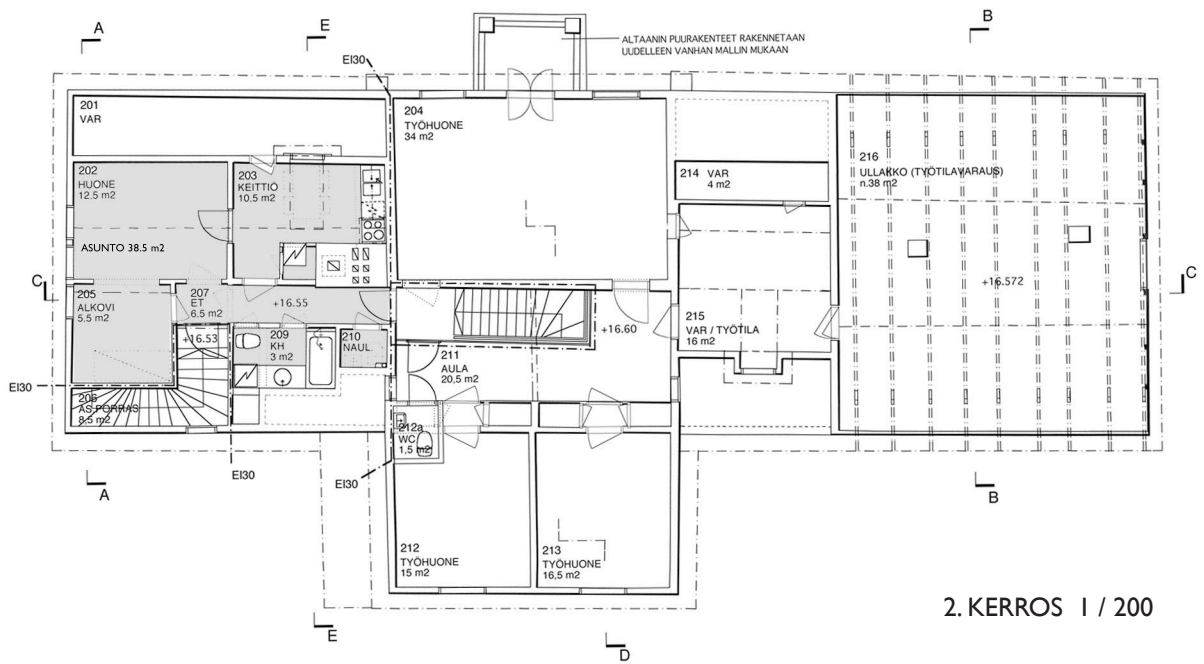 A
E
B
ALTAANIN PUURAKENTEET RAKENNETAAN
UUDELLEEN VANHAN MALLIN MUKAAN
EI30
201
VAR
204
TYÖHUONE
34 m2
202
HUONE
12,5 m2
203
KEITTIÖ
10,5 m2
214 VAR
4 m2
216
ULLAKKO (TYÖTILAVARAUS)
n.38 m2
ASUNTO 38.5 m2
C
C
205
ALKOVI
5,5 m2
207
ET
6.5 m2
+16.55
+16.572
+16.53
209
KH
3 m2
210
NAUL.
+16.60
215
VAR / TYÖTILA
16 m2
211
AULA
20,5 m2
EI30
206
AS.PORRAS
8,5 m2
212a
WC
1,5 m2
EI30
EI30
A
B
212
TYÖHUONE
15 m2
213
TYÖHUONE
16,5 m2
2. KERROS 1 / 200
E
D